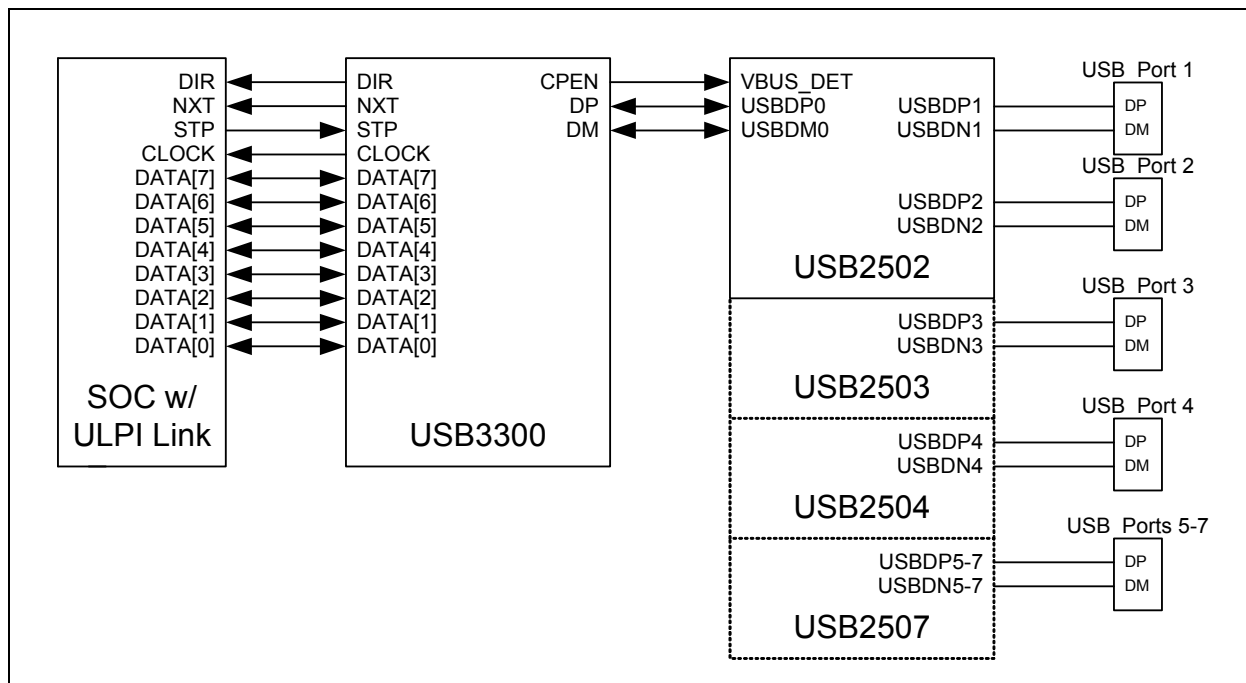 DIR
NXT
STP
CLOCK
DATA[7]
DATA[6]
DATA[5]
DATA[4]
DATA[3]
DATA[2]
DATA[1]
DATA[0]
SOC w/
ULPI Link
DIR
NXT
STP
CLOCK
DATA[7]
DATA[6]
DATA[5]
DATA[4]
DATA[3]
DATA[2]
DATA[1]
DATA[0]
CPEN
DP
DM
USB3300
VBUS_DET
USBDP0
USBDM0
USBDP1
USBDN1
USBDP2
USBDN2
USB2502
USBDP3
USBDN3
USB2503
USBDP4
USBDN4
USB2504
USBDP5-7
USBDN5-7
USB2507
USB Port 1
DP
DM
USB Port 2
DP
DM
USB Port 3
DP
DM
USB Port 4
DP
DM
USB Ports 5-7
DP
DM